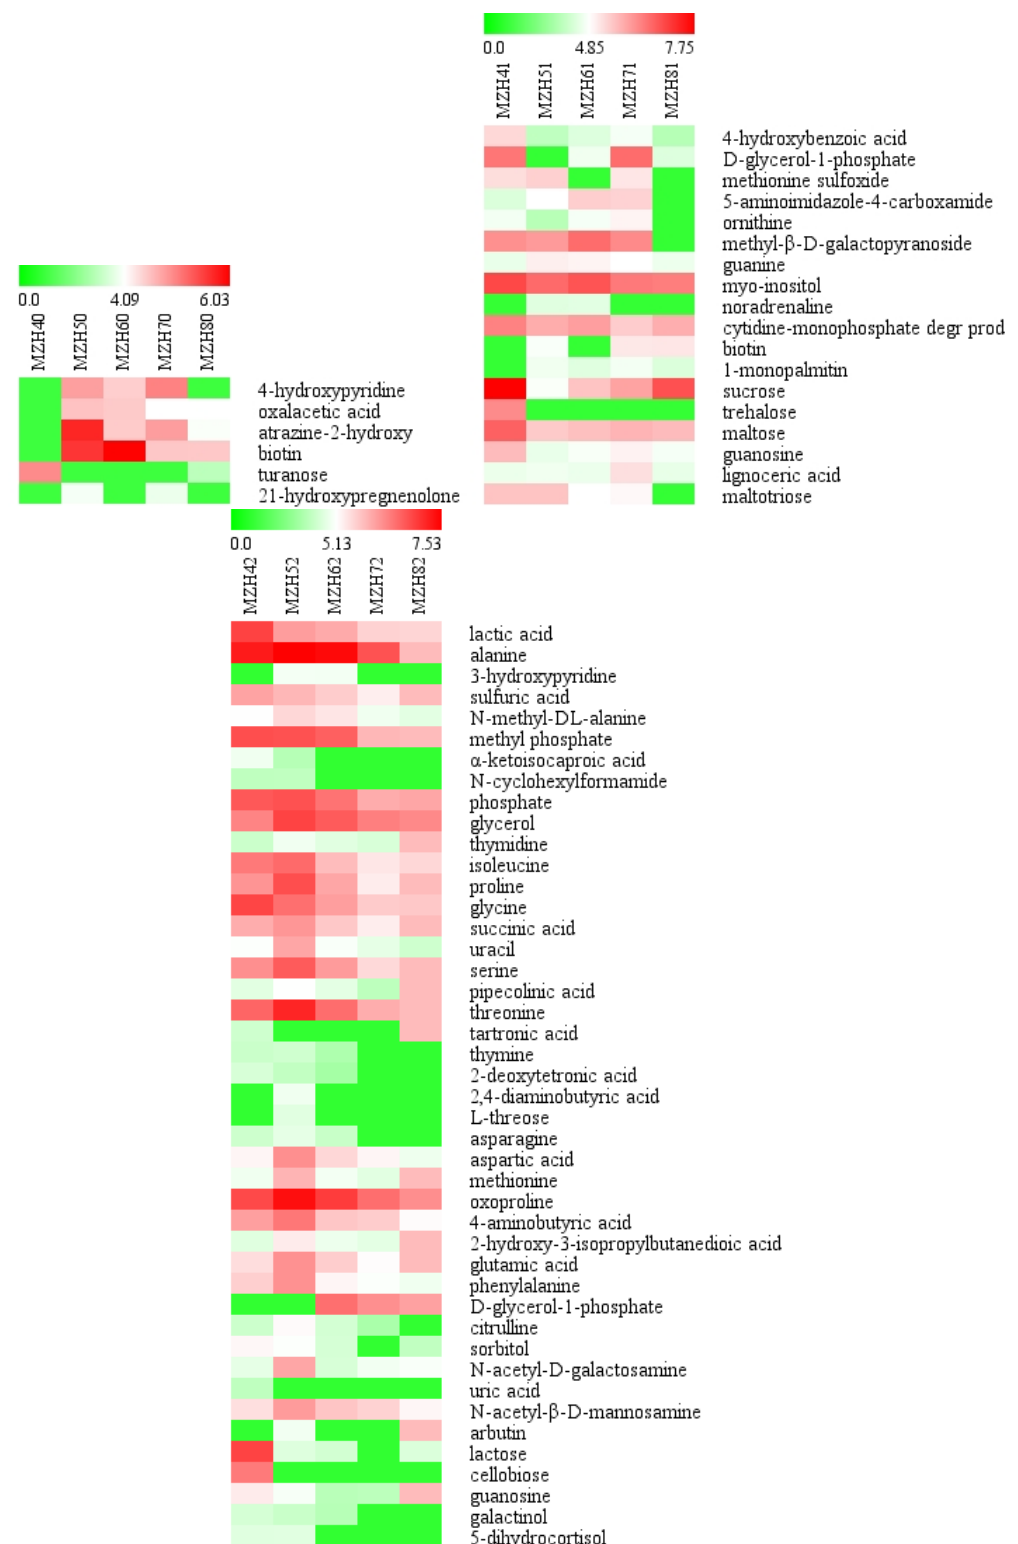 0.0 4.85 7.75
MZH41 MZH51 MZH61 MZH71 MZH81
4-hydroxybenzoic acid
D-glycerol-1-phosphate
methionine sulfoxide
5-aminoimidazole-4-carboxamide
ornithine
methyl-β-D-galactopyranoside
guanine
myo-inositol
noradrenaline
cytidine-monophosphate degr prod
biotin
1-monopalmitin
sucrose
trehalose
maltose
guanosine
lignoceric acid
maltotriose
0.0 4.09 6.03
MZH40 MZH50 MZH60 MZH70 MZH80
4-hydroxypyridine
oxalacetic acid
atrazine-2-hydroxy
biotin
turanose
21-hydroxypregnenolone
0.0 5.13 7.53
MZH42 MZH52 MZH62 MZH72 MZH82
lactic acid
alanine
3-hydroxypyridine
sulfuric acid
N-methyl-DL-alanine
methyl phosphate
α-ketoisocaproic acid
N-cyclohexylformamide
phosphate
glycerol
thymidine
isoleucine
proline
glycine
succinic acid
uracil
serine
pipecolinic acid
threonine
tartronic acid
thymine
2-deoxytetronic acid
2,4-diaminobutyric acid
L-threose
asparagine
aspartic acid
methionine
oxoproline
4-aminobutyric acid
2-hydroxy-3-isopropylbutanedioic acid
glutamic acid
phenylalanine
D-glycerol-1-phosphate
citrulline
sorbitol
N-acetyl-D-galactosamine
uric acid
N-acetyl-β-D-mannosamine
arbutin
lactose
cellobiose
guanosine
galactinol
5-dihydrocortisol